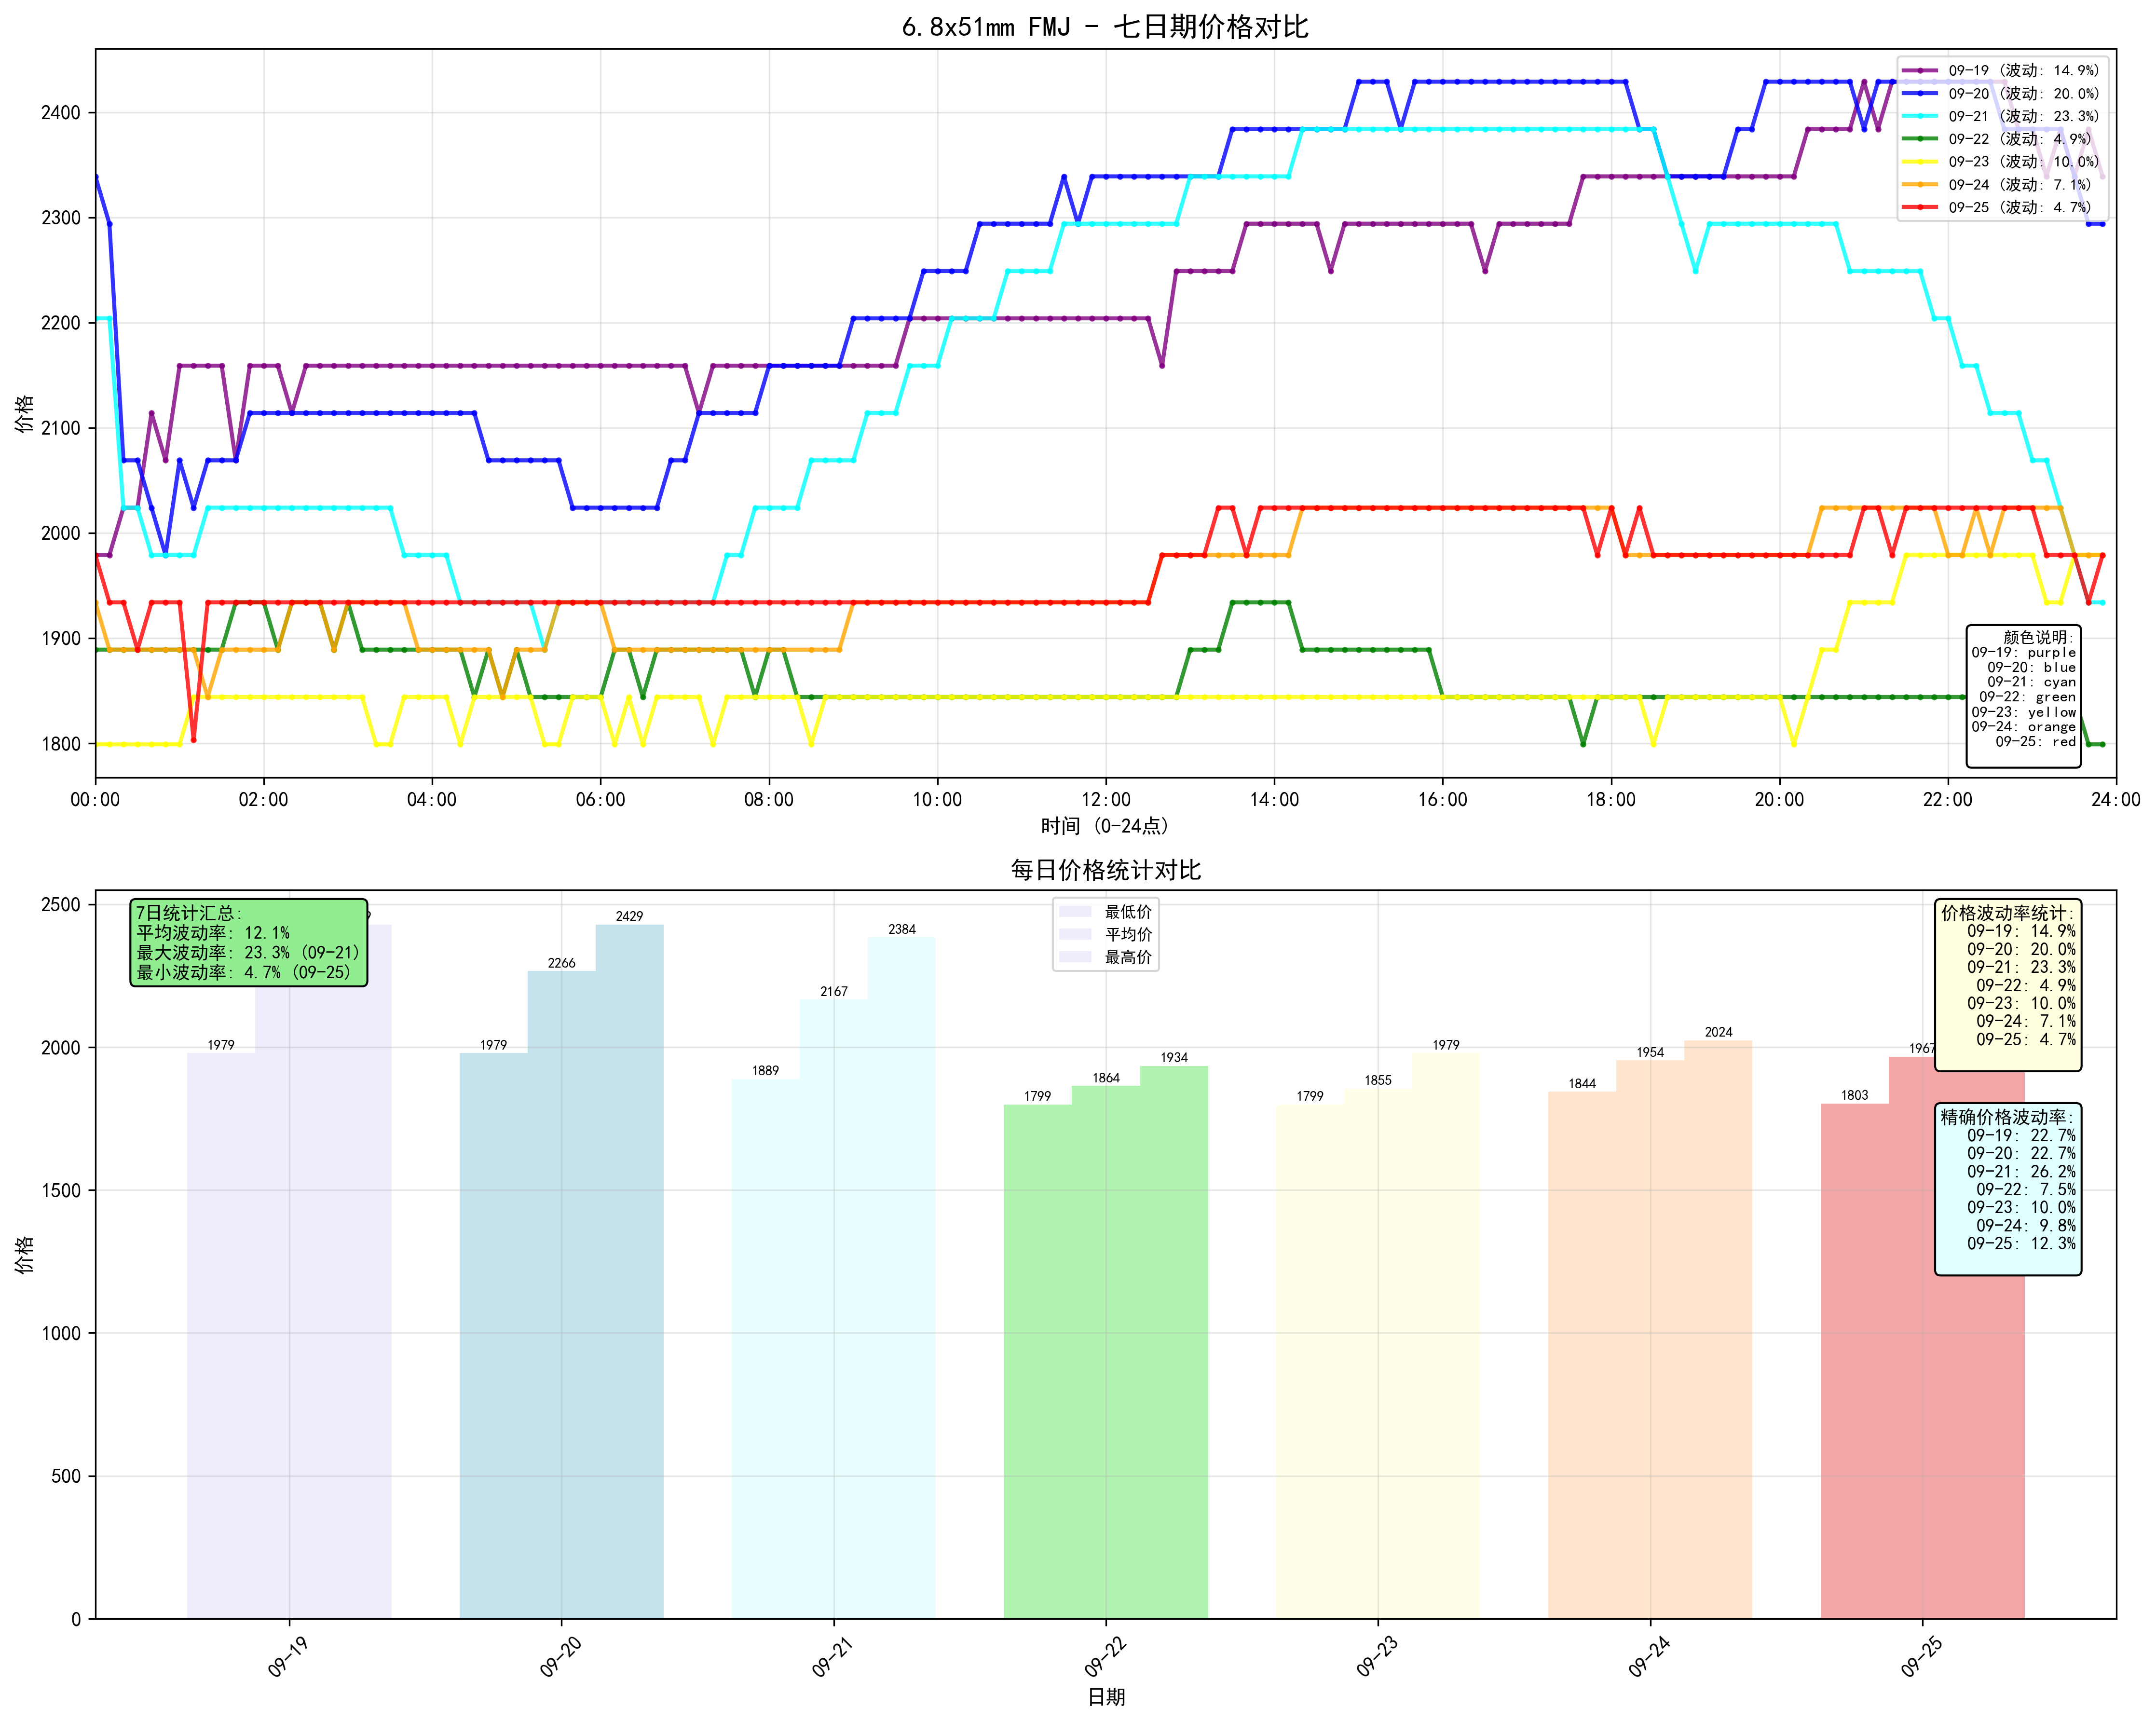 6.8x51mm FMJ - 七日期价格对比
价格
2400
2300
2200
2100
2000
1900
1800
09-19 (波动: 14.9%)
09-20 (波动: 20.0%)
09-21 (波动: 23.3%)
09-22 (波动: 4.9%)
09-23 (波动: 10.0%)
09-24 (波动: 7.1%)
09-25 (波动: 4.7%)
颜色说明:
09-19: purple
09-20: blue
09-21: cyan
09-22: green
09-23: yellow
09-24: orange
09-25: red
00:00 02:00 04:00 06:00 08:00 10:00 12:00 14:00 16:00 18:00 20:00 22:00 24:00
时间 (0-24点)
每日价格统计对比
价格
2500
2000
1500
1000
500
0
7日统计汇总:
平均波动率: 12.1%
最大波动率: 23.3% (09-21)
最小波动率: 4.7% (09-25)
最低价
平均价
最高价
价格波动率统计:
09-19: 14.9%
09-20: 20.0%
09-21: 23.3%
09-22: 4.9%
09-23: 10.0%
09-24: 7.1%
09-25: 4.7%
精确价格波动率:
09-19: 22.7%
09-20: 22.7%
09-21: 26.2%
09-22: 7.5%
09-23: 10.0%
09-24: 9.8%
09-25: 12.3%
1979
1979 2266 2429
1889 2167 2384
1799 1864 1934
1799 1855 1979
1844 1954 2024
1803 1967
09-19 09-20 09-21 09-22 09-23 09-24 09-25
日期